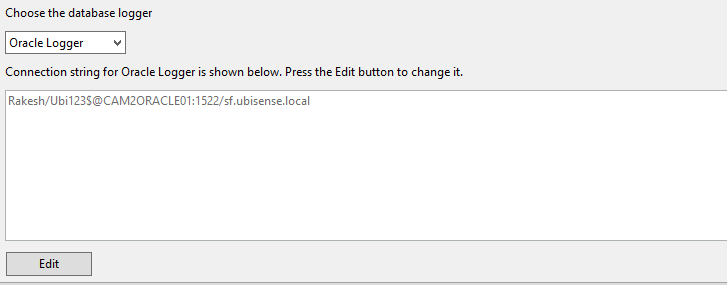 Choose the database logger
Oracle Logger
Connection string for Oracle Logger is shown below. Press the Edit button to change it.
Rakesh/Ubi123$@CAM2ORACLE01:1522/sf.ubisense.local
Edit